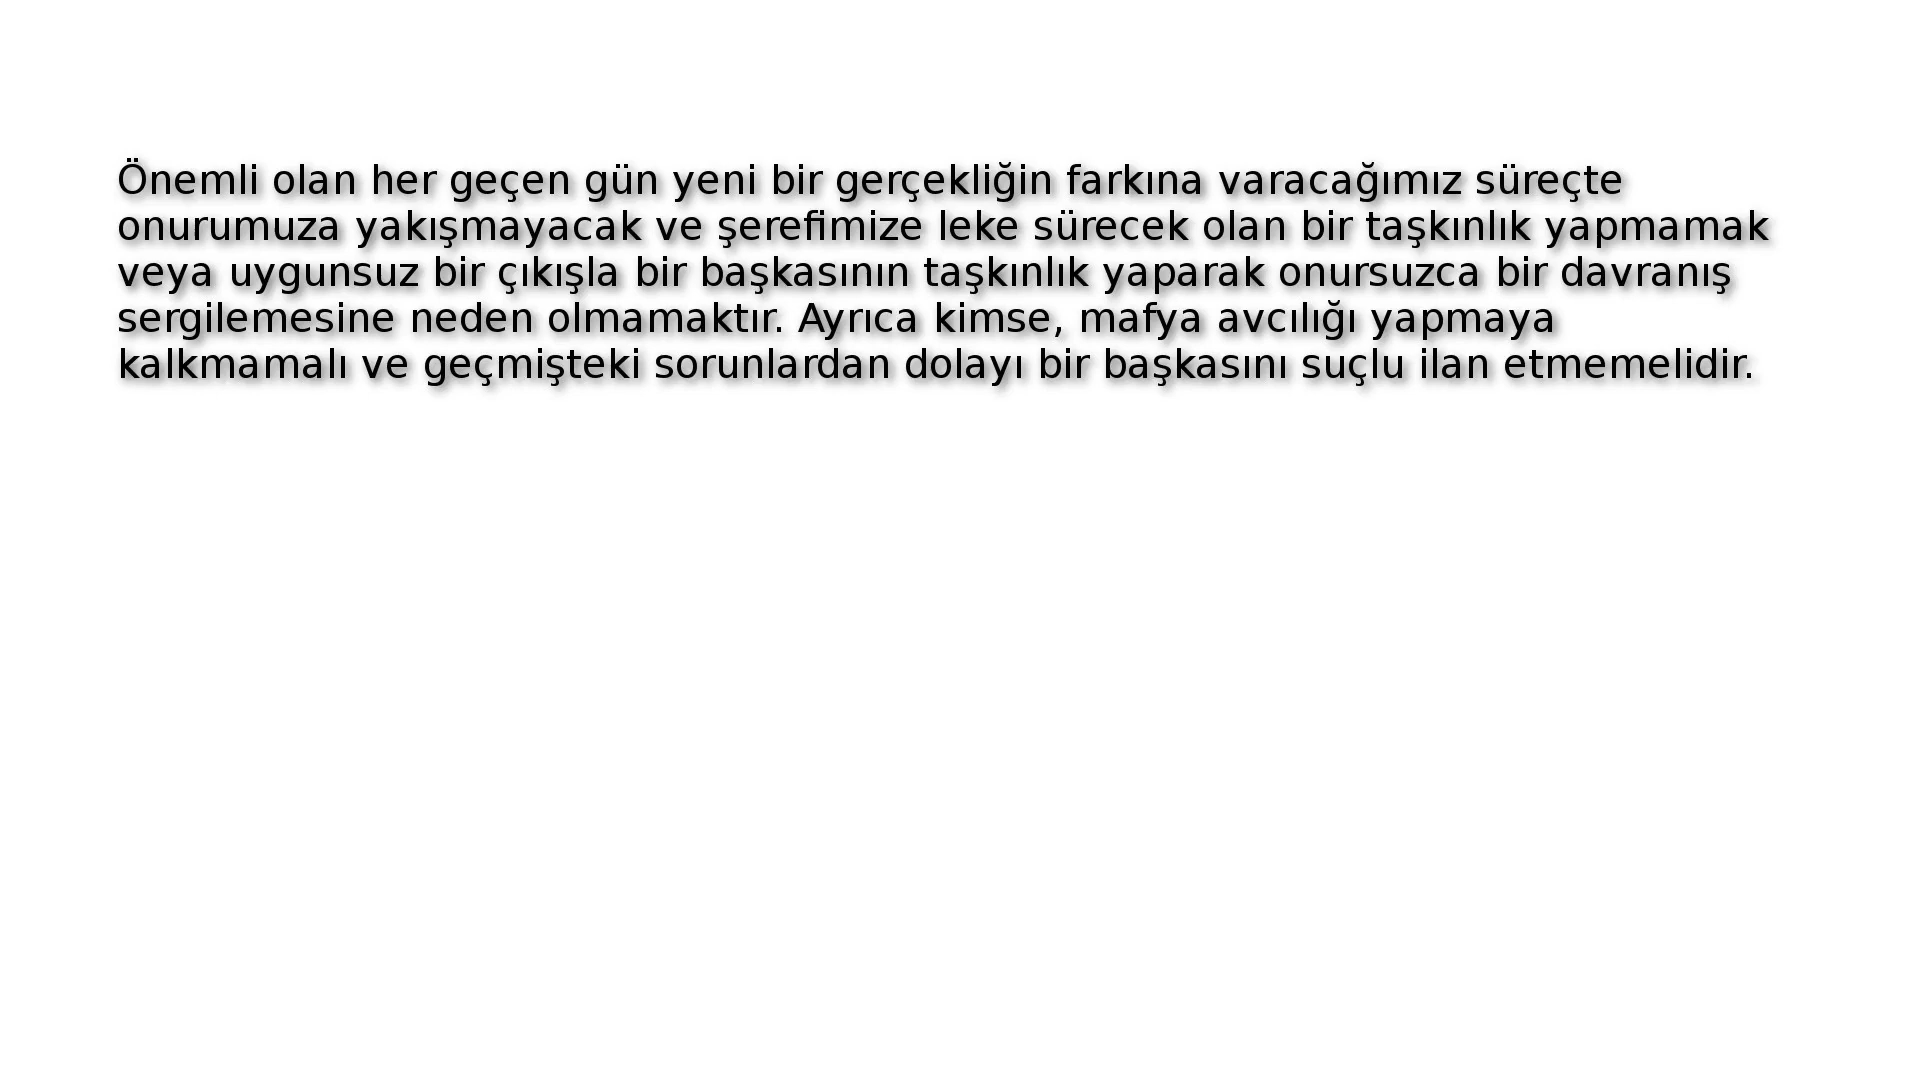 Önemli olan her geçen gün yeni bir gerçekliğin farkına varacağımız süreçte
onurumuza yakışmayacak ve şerefimize leke sürecek olan bir taşkınlık yapmamak
veya uygunsuz bir çıkışla bir başkasının taşkınlık yaparak onursuzca bir davranış
sergilemesine neden olmamaktır. Ayrıca kimse, mafya avcılığı yapmaya
kalkmamalı ve geçmişteki sorunlardan dolayı bir başkasını suçlu ilan etmemelidir.